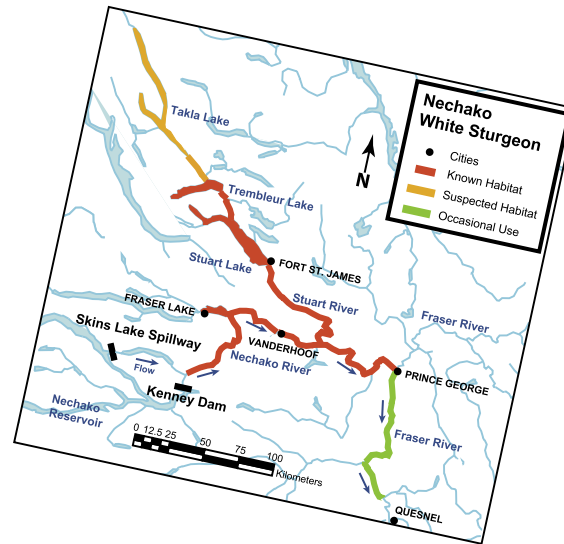 Nechako
White Sturgeon
Cities
Known Habitat
Suspected Habitat
Occasional Use
N
Takla Lake
Trembleur Lake
Stuart Lake
FORT ST. JAMES
Stuart River
FRASER LAKE
Fraser River
Skins Lake Spillway
VANDERHOOF
Nechako River
Flow
PRINCE GEORGE
Kenney Dam
Nechako
Reservoir
Fraser River
0 12.5 25 50 75 100
Kilometers
QUESNEL